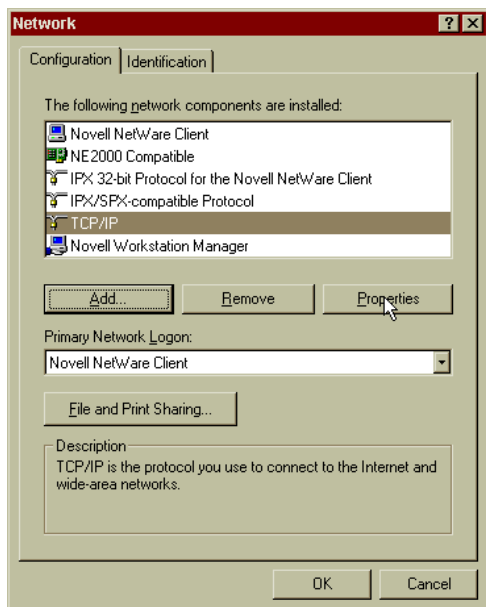 Network
Configuration
Identification
The following network components are installed:
Novell NetWare Client
NE2000 Compatible
IPX 32-bit Protocol for the Novell NetWare Client
IPX/SPX-compatible Protocol
TCP/IP
Novell Workstation Manager
Add...
Remove
Properties
Primary Network Logon:
Novell NetWare Client
File and Print Sharing...
Description
TCP/IP is the protocol you use to connect to the Internet and
wide-area networks.
OK
Cancel